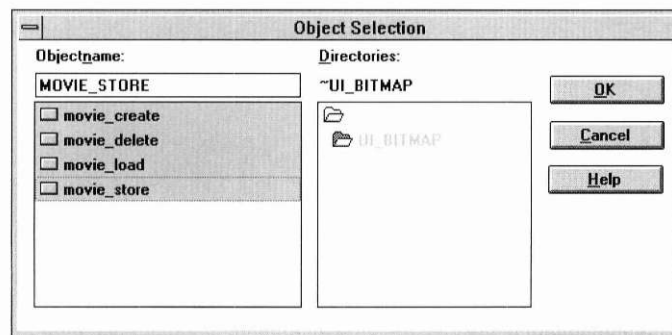 Object Selection
Objectname:
MOVIE_STORE
movie_create
movie_delete
movie_load
movie_store
Directories:
~UI_BITMAP
UI_BITMAP
OK
Cancel
Help